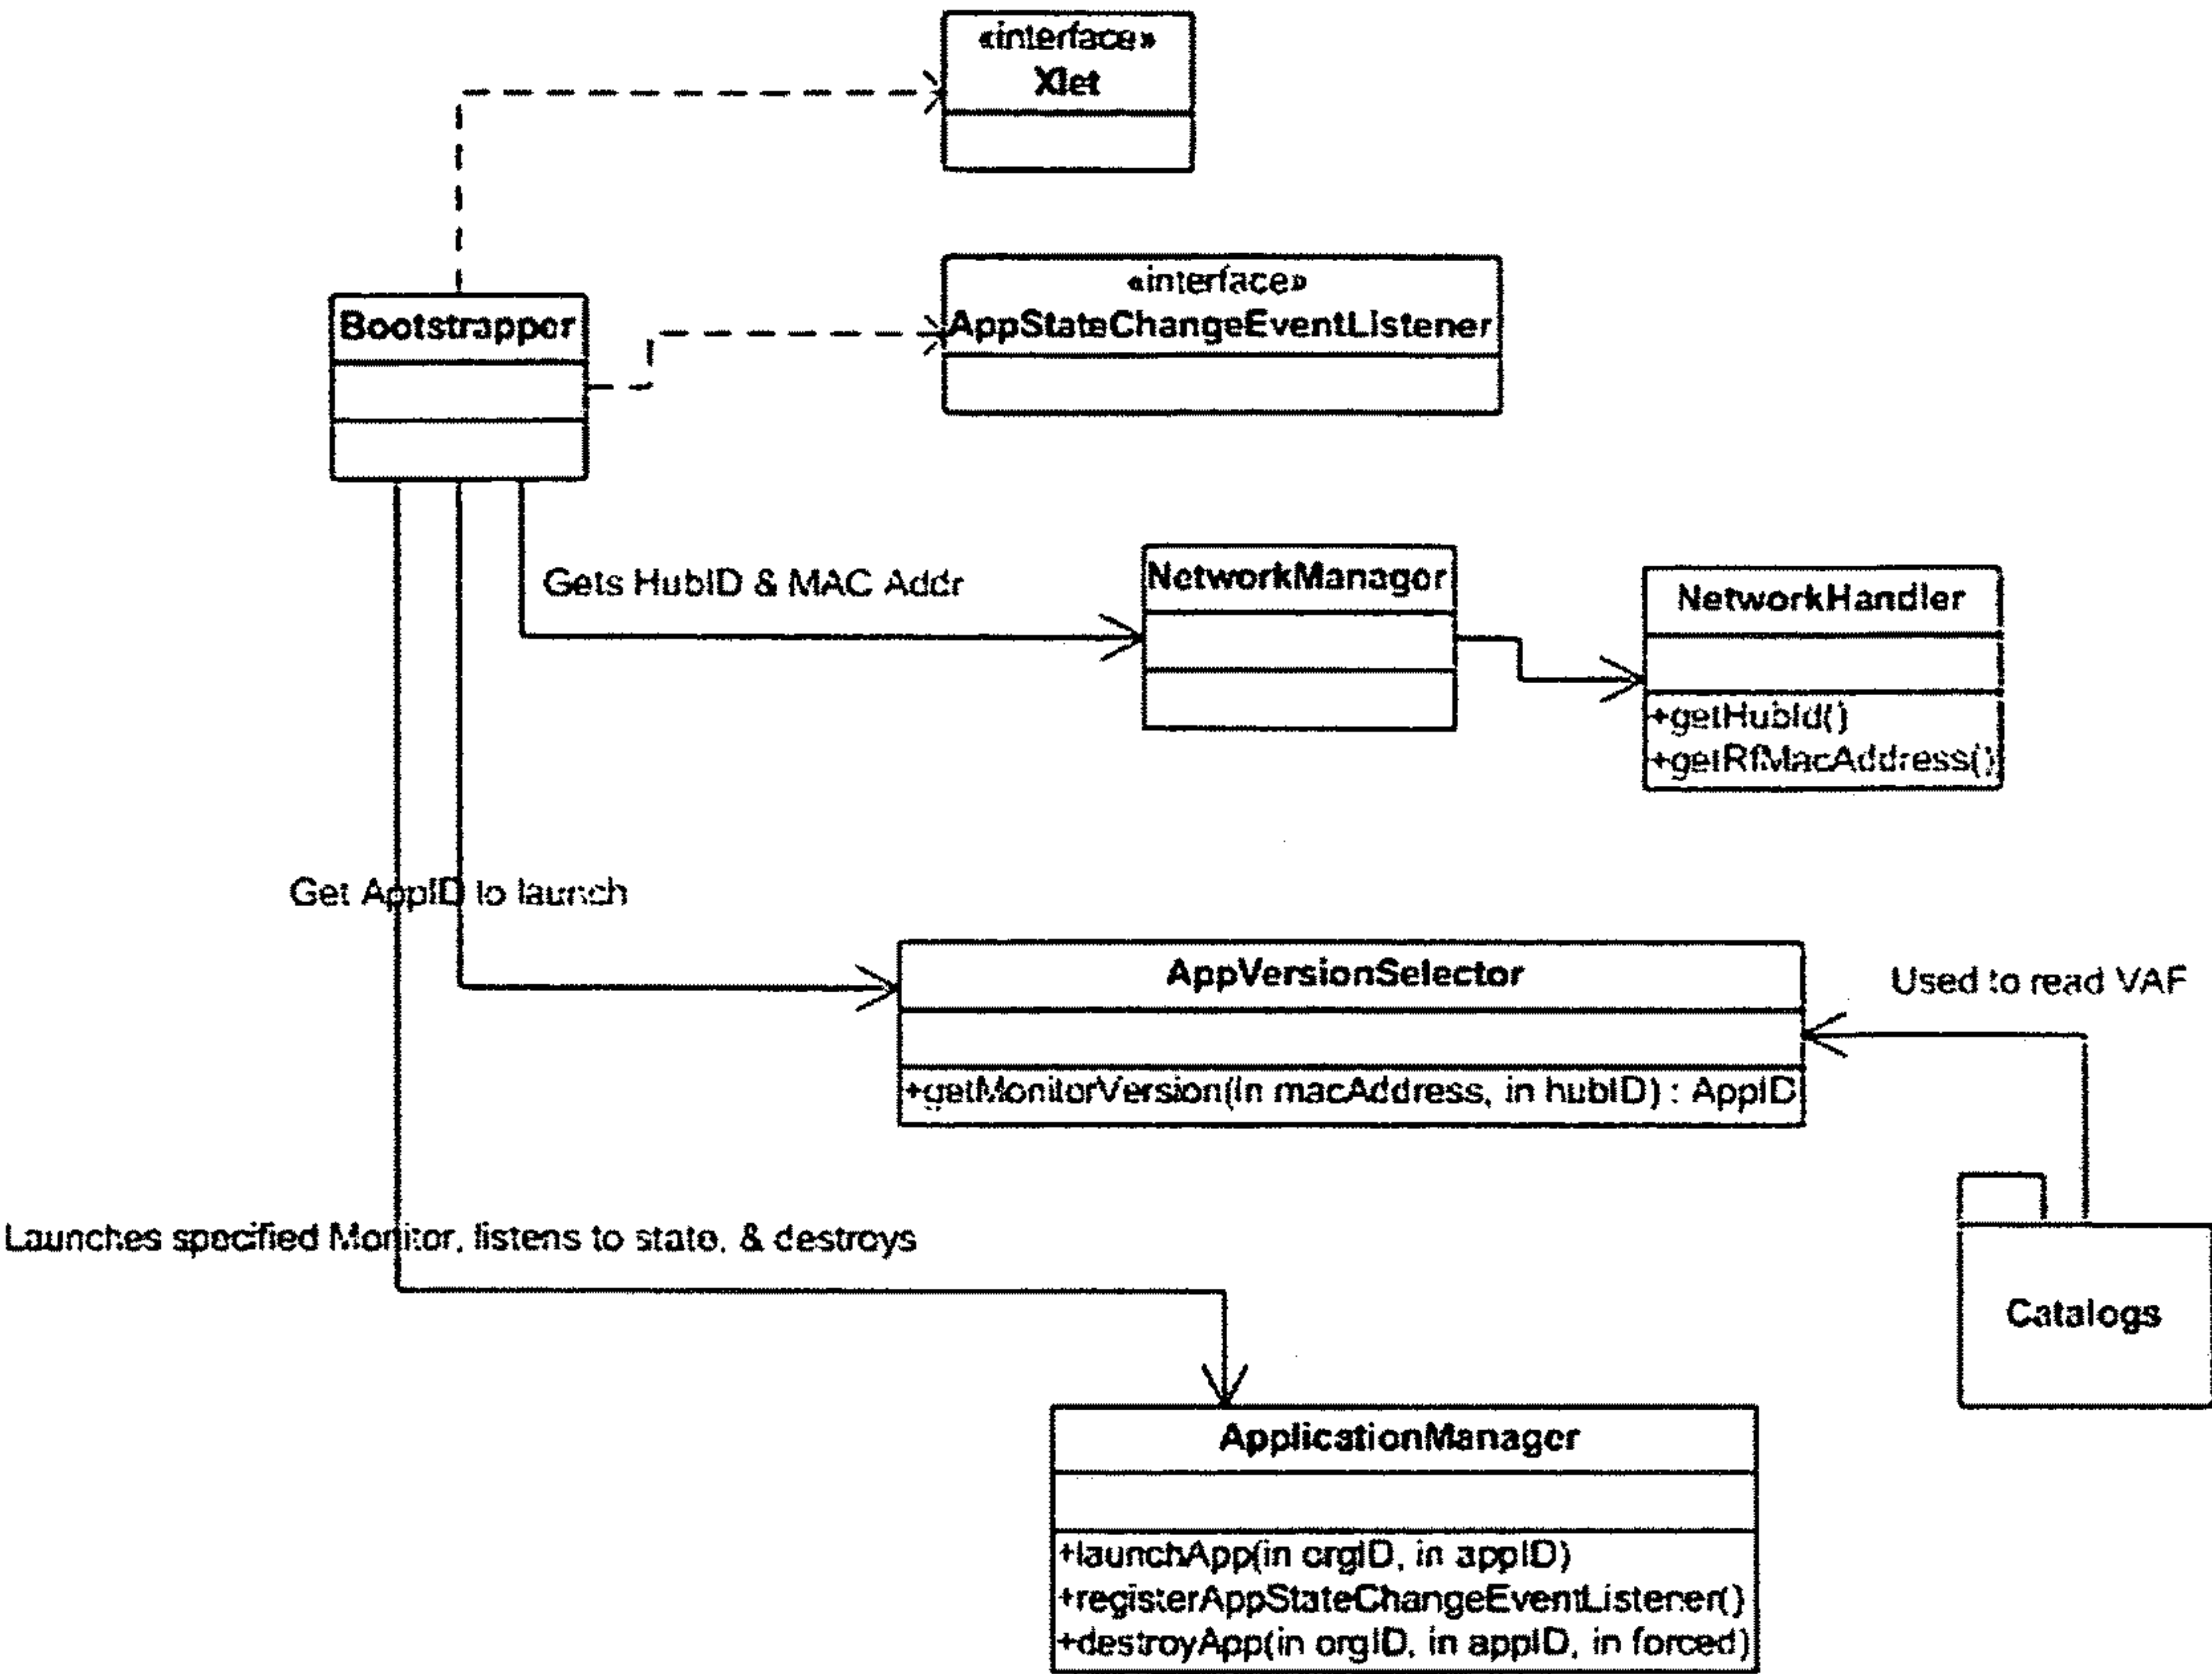 «interface»
Xlet
«interface»
AppStateChangeEventListener
Bootstrapper
Gets HubID & MAC Addr
NetworkManager
NetworkHandler
+getHubId()
+getRfMacAddress()
Get AppID to launch
AppVersionSelector
+getMonitorVersion(in macAddress, in hubID) : AppID
Used to read VAF
Launches specified Monitor, listens to state, & destroys
Catalogs
ApplicationManager
+launchApp(in orgID, in appID)
+registerAppStateChangeEventListener()
+destroyApp(in orgID, in appID, in forced)